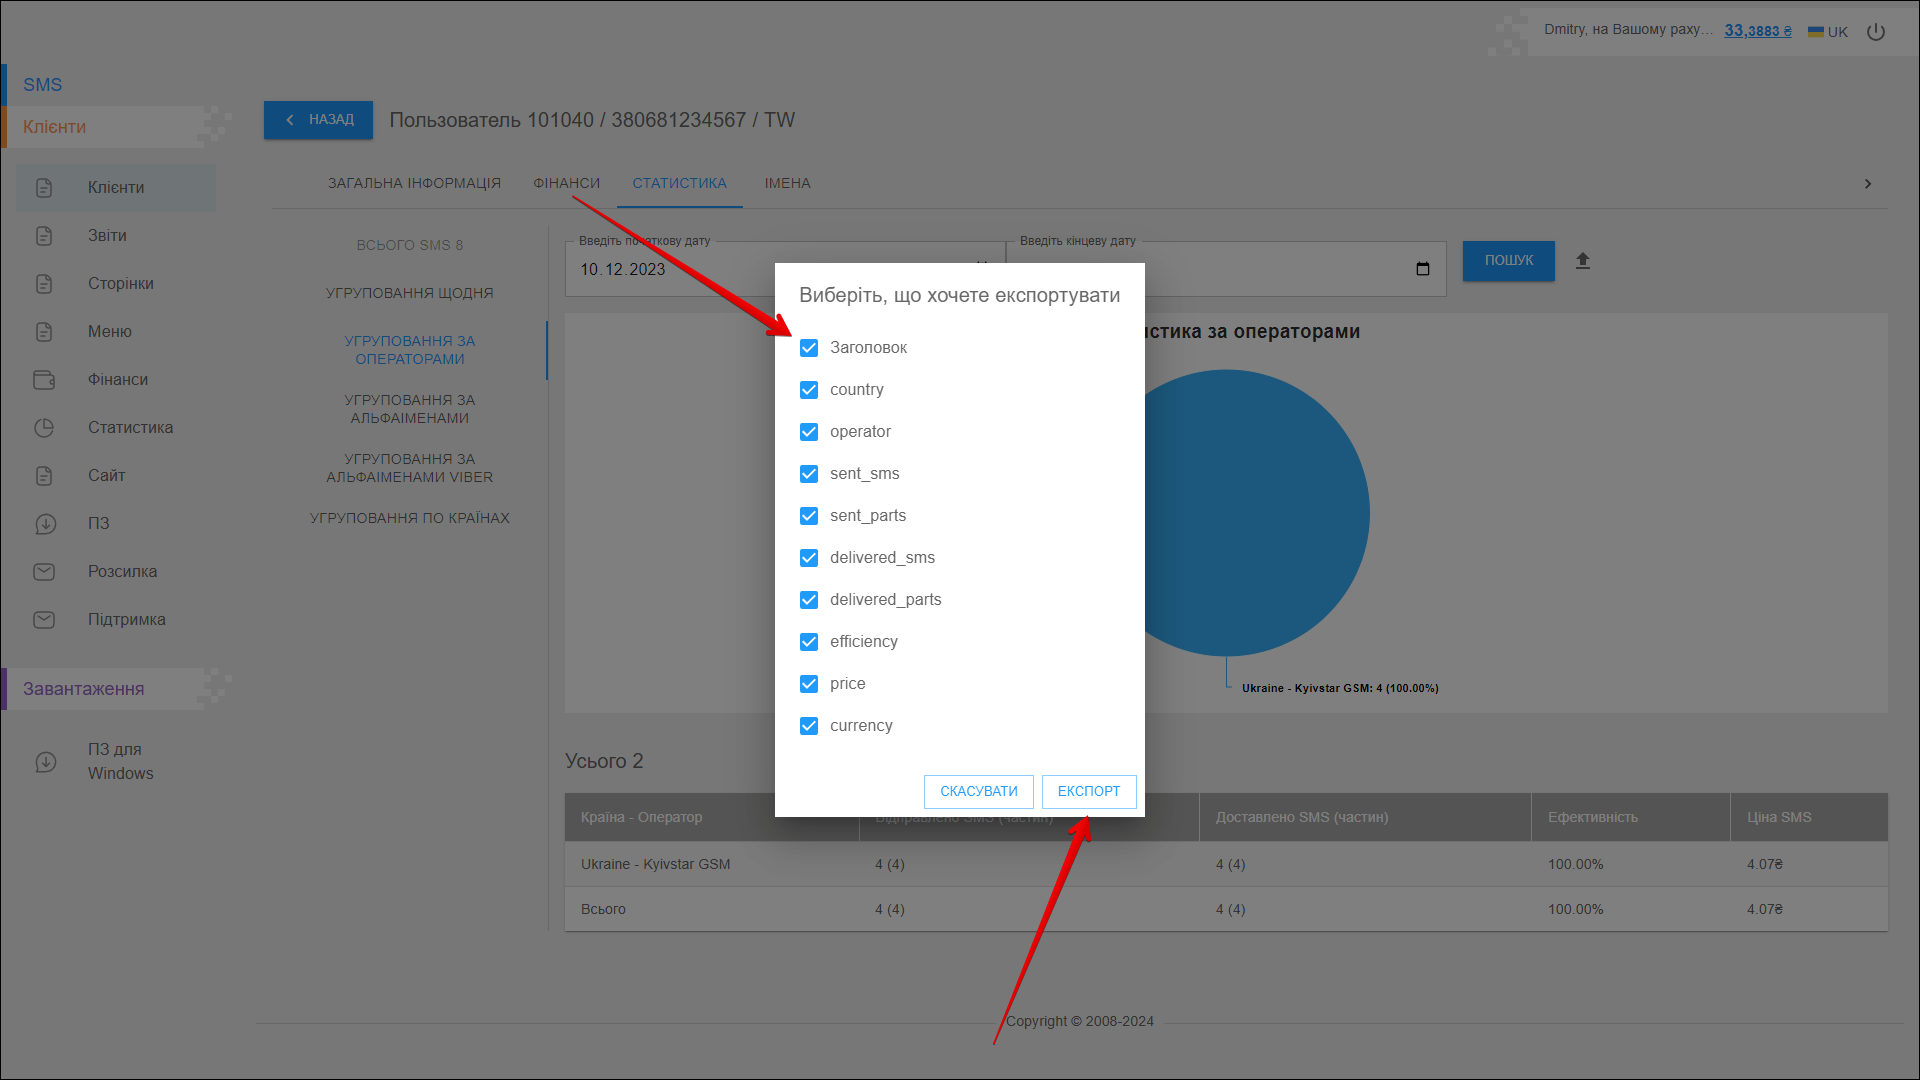 Dmitry, на Вашому раху...
33,3883 ₴
UK
SMS
Клієнти
Клієнти
Звіти
Сторінки
Меню
Фінанси
Статистика
Сайт
ПЗ
Розсилка
Підтримка
Завантаження
ПЗ для
Windows
НАЗАД
Пользователь 101040 / 380681234567 / TW
ЗАГАЛЬНА ІНФОРМАЦІЯ
ФІНАНСИ
СТАТИСТИКА
ІМЕНА
ВСЬОГО SMS 8
УГРУПОВАННЯ ЩОДНЯ
УГРУПОВАННЯ ЗА
ОПЕРАТОРАМИ
УГРУПОВАННЯ ЗА
АЛЬФАІМЕНАМИ
УГРУПОВАННЯ ЗА
АЛЬФАІМЕНАМИ VIBER
УГРУПОВАННЯ ПО КРАЇНАХ
Введіть початкову дату
10.12.2023
Введіть кінцеву дату
ПОШУК
Виберіть, що хочете експортувати
Заголовок
country
operator
sent_sms
sent_parts
delivered_sms
delivered_parts
efficiency
price
currency
СКАСУВАТИ
ЕКСПОРТ
за операторами
Ukraine - Kyivstar GSM: 4 (100.00%)
Усього 2
Країна - Оператор
Відправлено SMS (частин)
Доставлено SMS (частин)
Ефективність
Ціна SMS
Ukraine - Kyivstar GSM
4 (4)
4 (4)
100.00%
4.07₴
Всього
4 (4)
4 (4)
100.00%
4.07₴
Copyright © 2008-2024